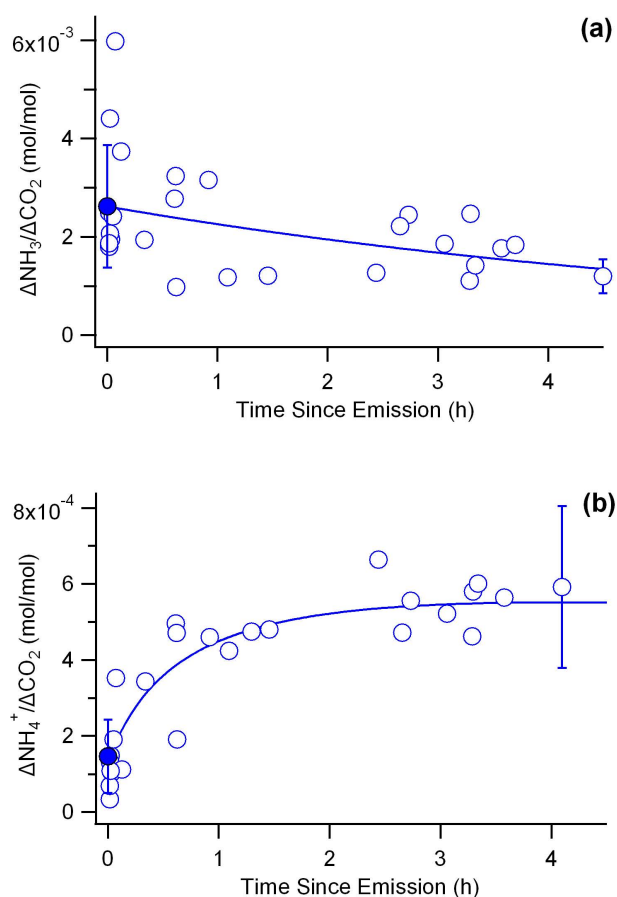 (a)
6x10⁻³
4
2
0
ΔNH₃/ΔCO₂ (mol/mol)
0 1 2 3 4
Time Since Emission (h)
(b)
8x10⁻⁴
6
4
2
0
ΔNH₄⁺/ΔCO₂ (mol/mol)
0 1 2 3 4
Time Since Emission (h)